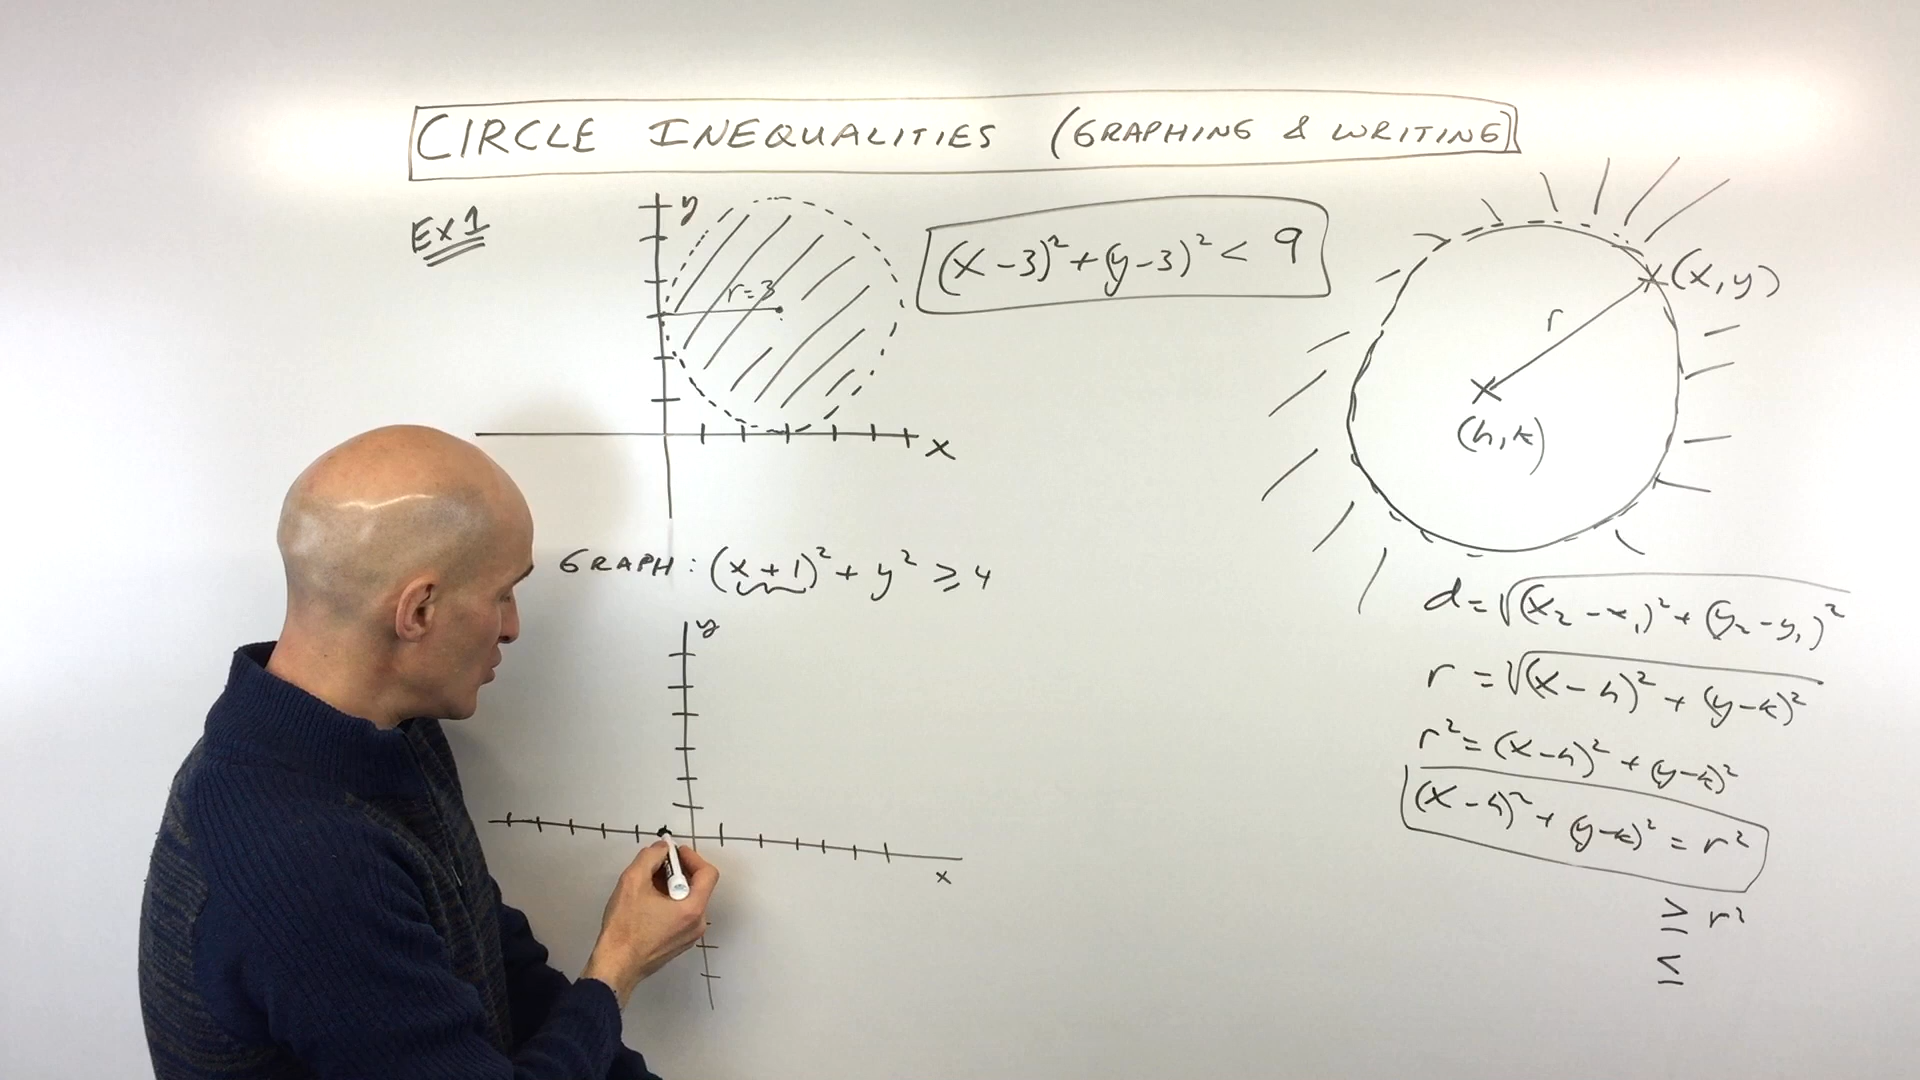 CIRCLE INEQUALITIES (GRAPHING & WRITING)
Ex 1
y
r=3
x
(x-3)²+(y-3)² < 9
(x,y)
r
(h,k)
GRAPH: (x+1)² + y² ≥ 4
y
x
d=√(x₂-x₁)²+(y₂-y₁)²
r=√(x-h)²+(y-k)²
r²=(x-h)²+(y-k)²
(x-h)²+(y-k)²=r²
≥ r²
≤